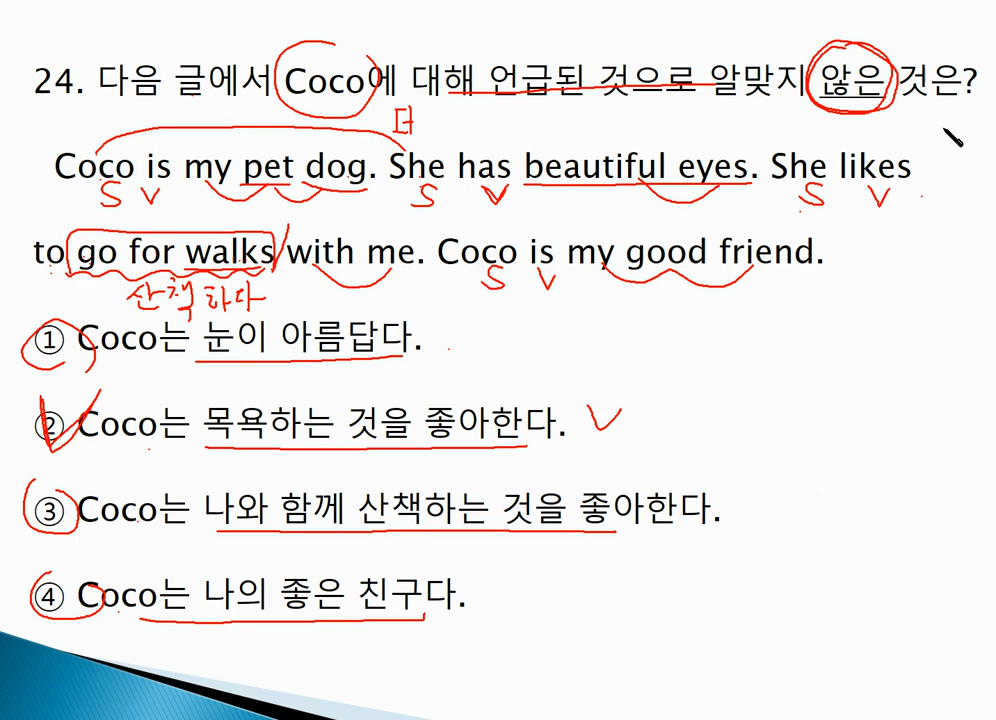 24. 다음 글에서 Coco에 대해 언급된 것으로 알맞지 않은 것은?
Coco is my pet dog. She has beautiful eyes. She likes
S V S V S V
to go for walks with me. Coco is my good friend.
S V
산책 하다
① Coco는 눈이 아름답다.
② Coco는 목욕하는 것을 좋아한다.
③ Coco는 나와 함께 산책하는 것을 좋아한다.
④ Coco는 나의 좋은 친구다.